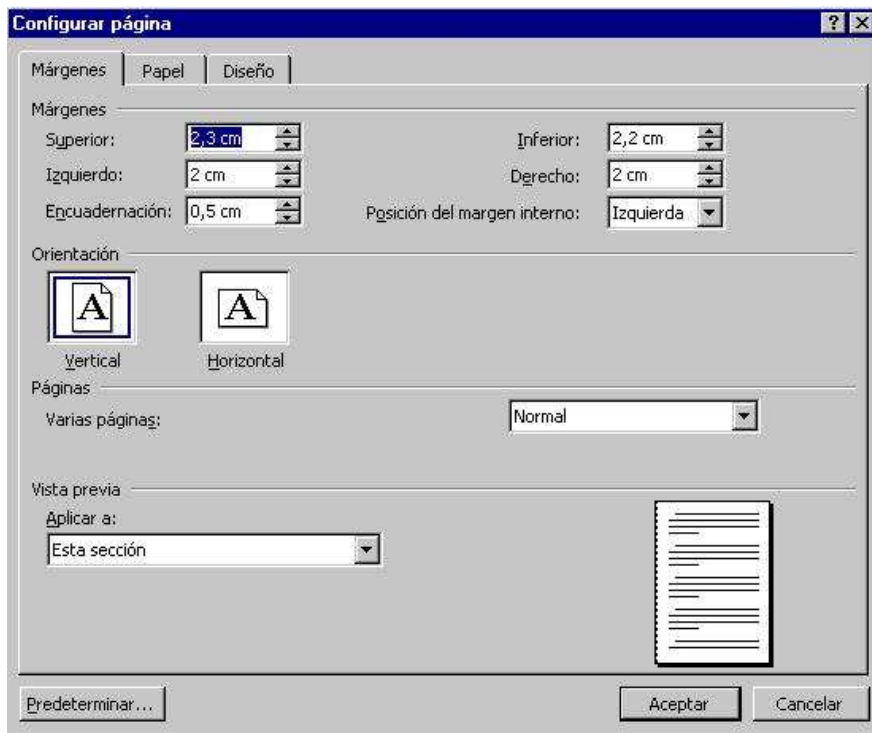 Configurar página
Márgenes Papel Diseño
Márgenes
Superior: 2,3 cm Inferior: 2,2 cm
Izquierdo: 2 cm Derecho: 2 cm
Encuadernación: 0,5 cm Posición del margen interno: Izquierda
Orientación
A A
Vertical Horizontal
Páginas
Varias páginas: Normal
Vista previa
Aplicar a:
Esta sección
Predeterminar... Aceptar Cancelar